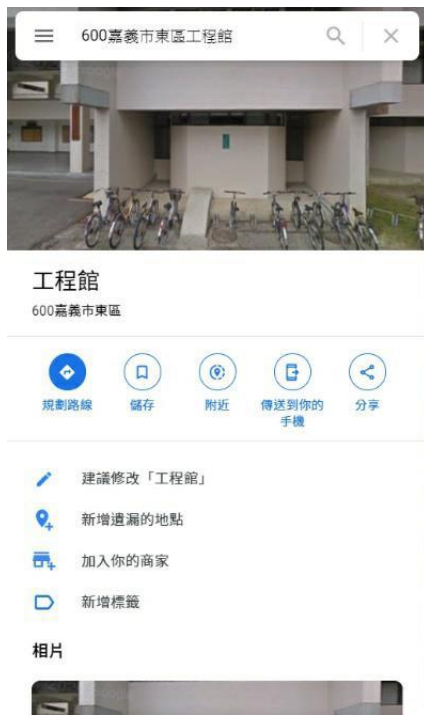 600嘉義市東區工程館
工程館
600嘉義市東區
規劃路線
儲存
附近
傳送到你的
手機
分享
建議修改「工程館」
新增遺漏的地點
加入你的商家
新增標籤
相片